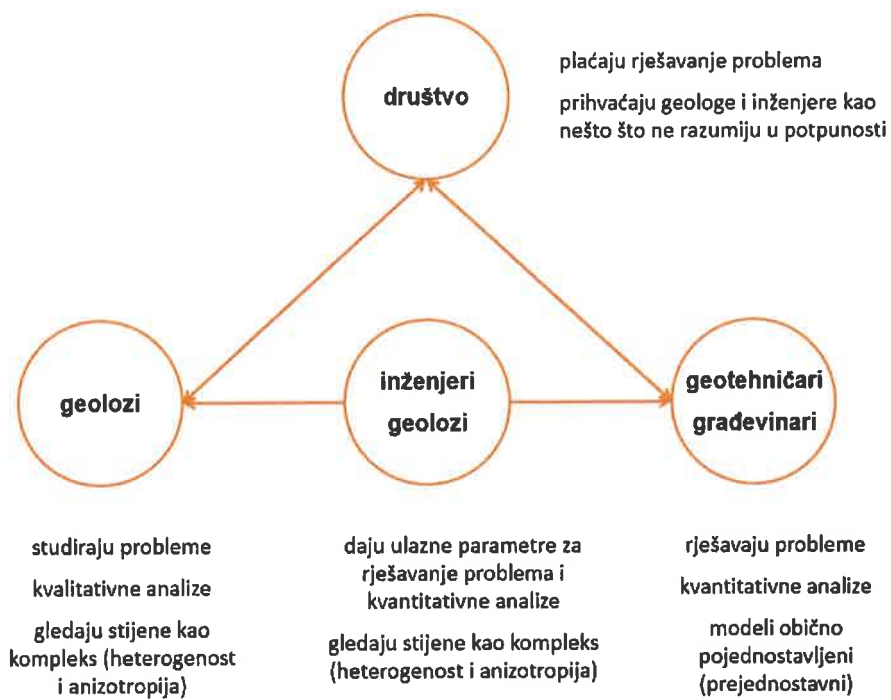 društvo
plaćaju rješavanje problema
prihvaćaju geologe i inženjere kao
nešto što ne razumiju u potpunosti
geolozi
inženjeri
geolozi
geotehničari
građevinari
studiraju probleme
kvalitativne analize
gledaju stijene kao
kompleks (heterogenost
i anizotropija)
daju ulazne parametre za
rješavanje problema i
kvantitativne analize
gledaju stijene kao kompleks
(heterogenost i anizotropija)
rješavaju probleme
kvantitativne analize
modeli obično
pojednostavljeni
(prejednostavni)